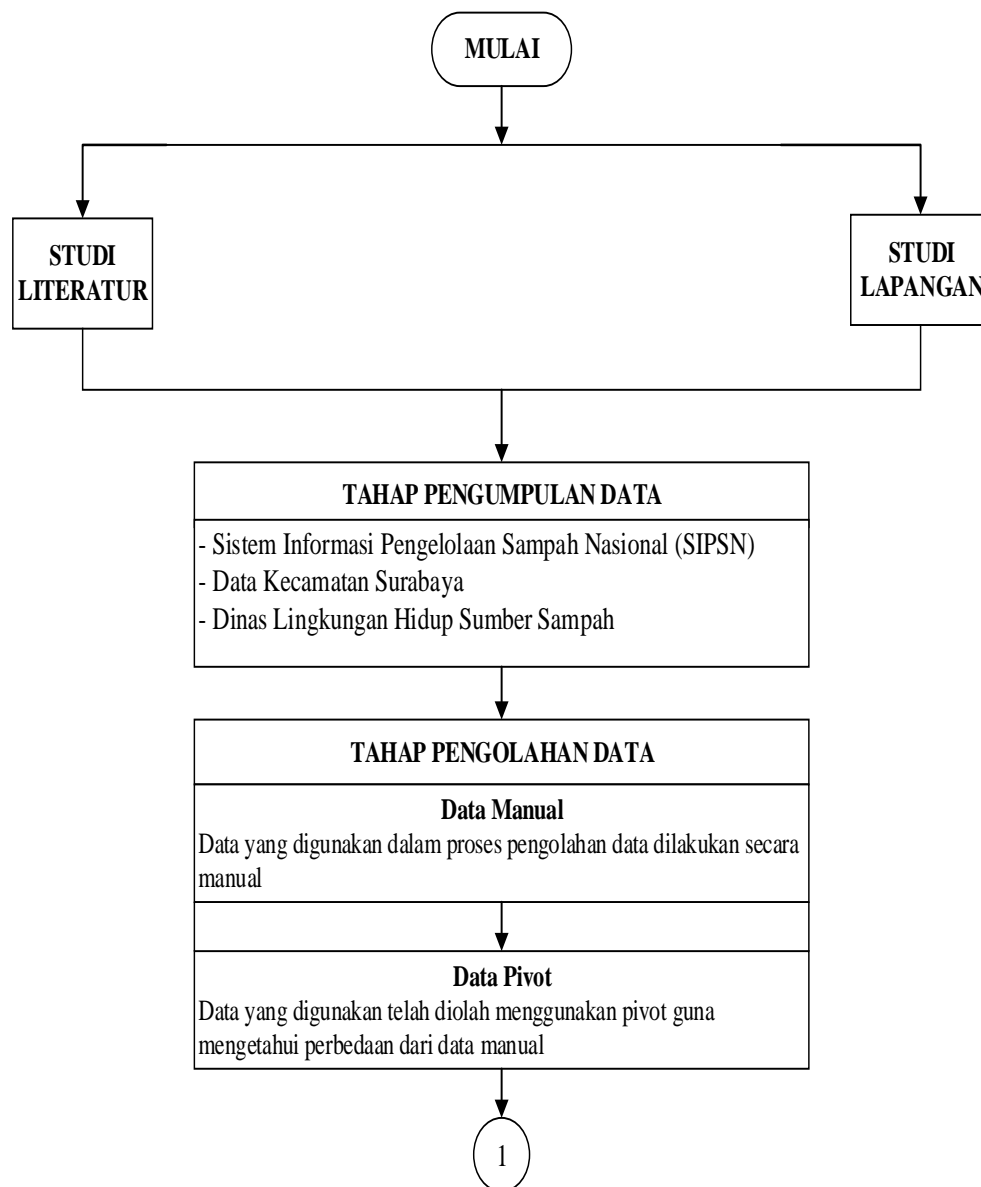 MULAI
STUDI
LITERATUR
STUDI
LAPANGAN
TAHAP PENGUMPULAN DATA
- Sistem Informasi Pengelolaan Sampah Nasional (SIPSN)
- Data Kecamatan Surabaya
- Dinas Lingkungan Hidup Sumber Sampah
TAHAP PENGOLAHAN DATA
Data Manual
Data yang digunakan dalam proses pengolahan data dilakukan secara
manual
Data Pivot
Data yang digunakan telah diolah menggunakan pivot guna
mengetahui perbedaan dari data manual
1